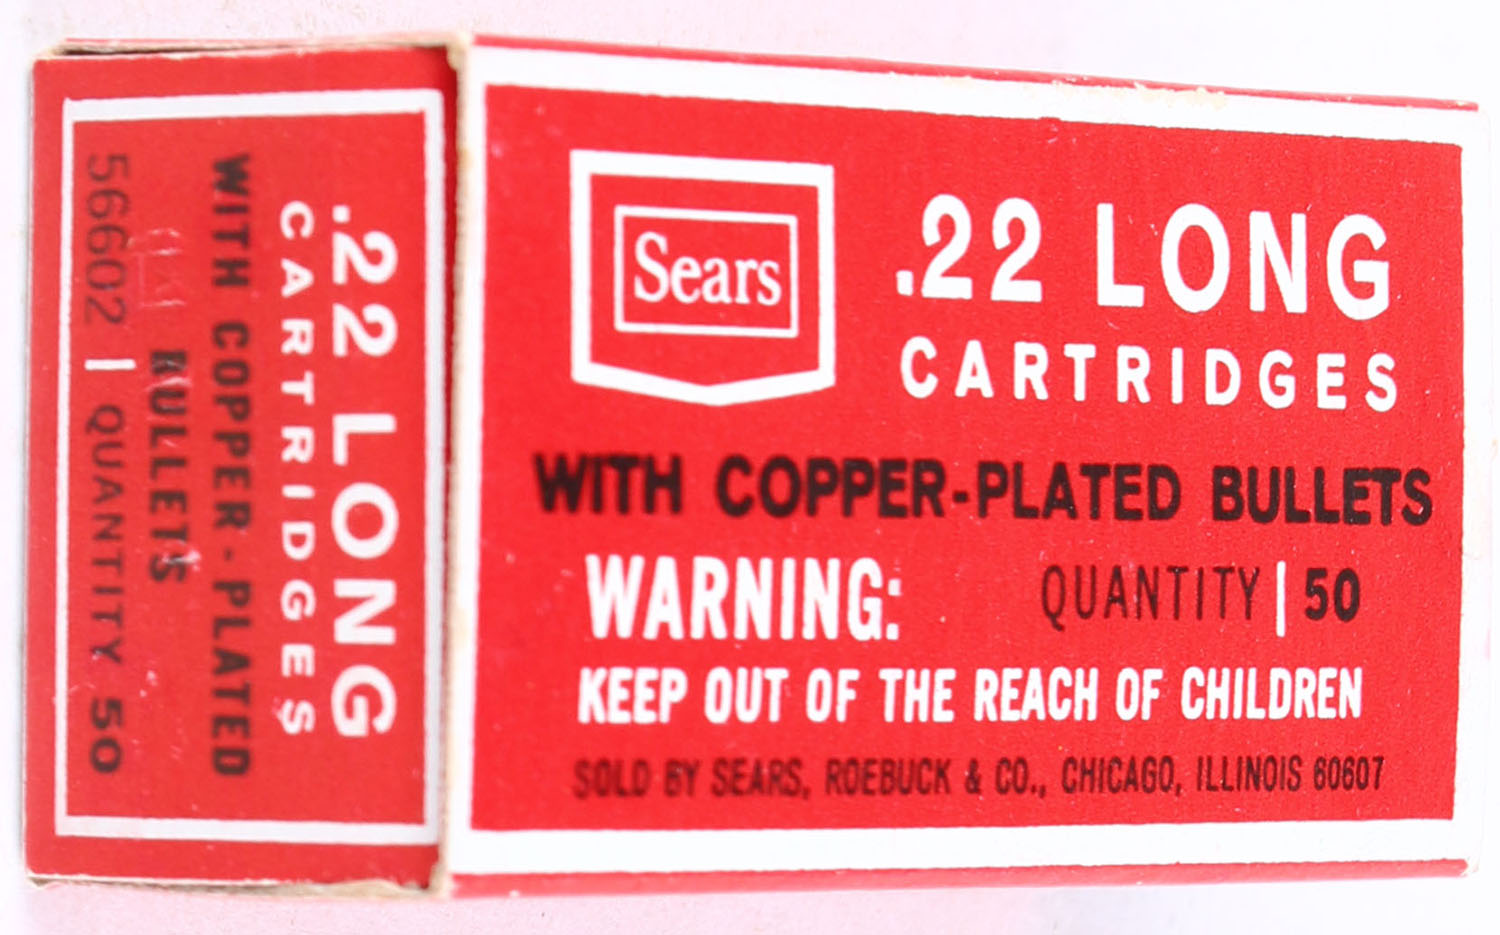 .22 LONG
CARTRIDGES
WITH COPPER-PLATED
BULLETS
56602 | QUANTITY 50
Sears
.22 LONG
CARTRIDGES
WITH COPPER-PLATED BULLETS
WARNING:
QUANTITY | 50
KEEP OUT OF THE REACH OF CHILDREN
SOLD BY SEARS, ROEBUCK & CO., CHICAGO, ILLINOIS 60607